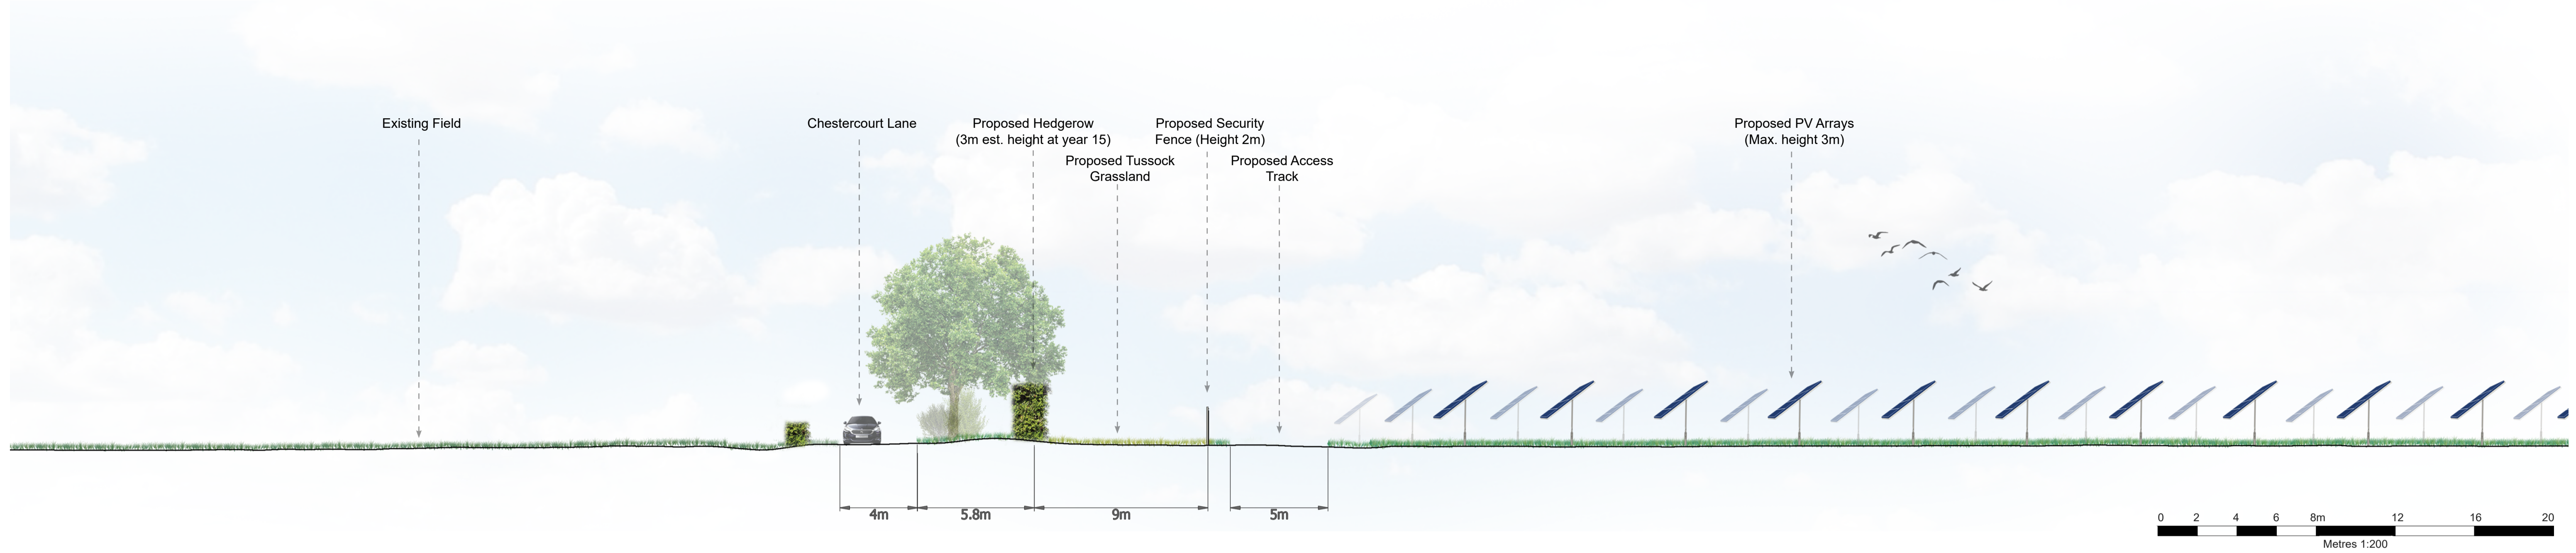 Existing Field
Chestercourt Lane
Proposed Hedgerow
(3m est. height at year 15)
Proposed Tussock
Grassland
Proposed Security
Fence (Height 2m)
Proposed Access
Track
Proposed PV Arrays
(Max. height 3m)
4m
5.8m
9m
5m
0 2 4 6 8m 12 16 20
Metres 1:200